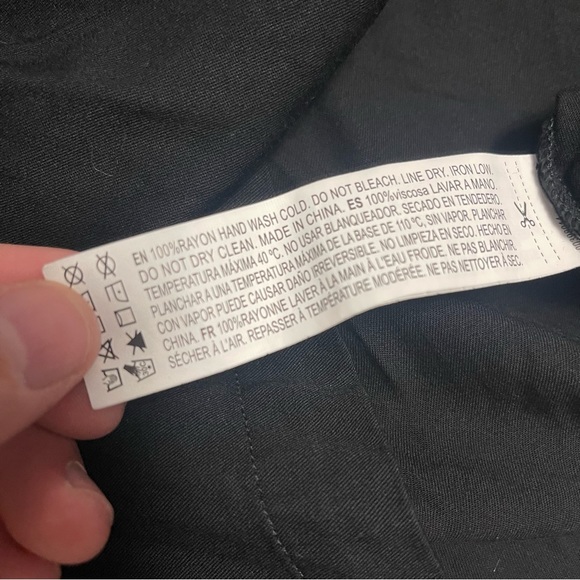 EN 100%RAYON HAND WASH COLD. DO NOT BLEACH. LINE DRY. IRON LOW.
DO NOT DRY CLEAN. MADE IN CHINA. ES 100%viscosa LAVAR A MANO.
TEMPERATURA MÁXIMA 40 °C. NO USAR BLANQUEADOR. SECADO EN TENDEDERO.
PLANCHAR A UNA TEMPERATURA MÁXIMA DE LA BASE DE 110 °C, SIN VAPOR. PLANCHAR
CON VAPOR PUEDE CAUSAR DAÑO IRREVERSIBLE. NO LIMPIEZA EN SECO. HECHO EN
CHINA. FR 100%RAYONNE LAVER À LA MAIN À L'EAU FROIDE. NE PAS BLANCHIR.
SÉCHER À L'AIR. REPASSER À TEMPÉRATURE MODÉRÉE. NE PAS NETTOYER À SEC.